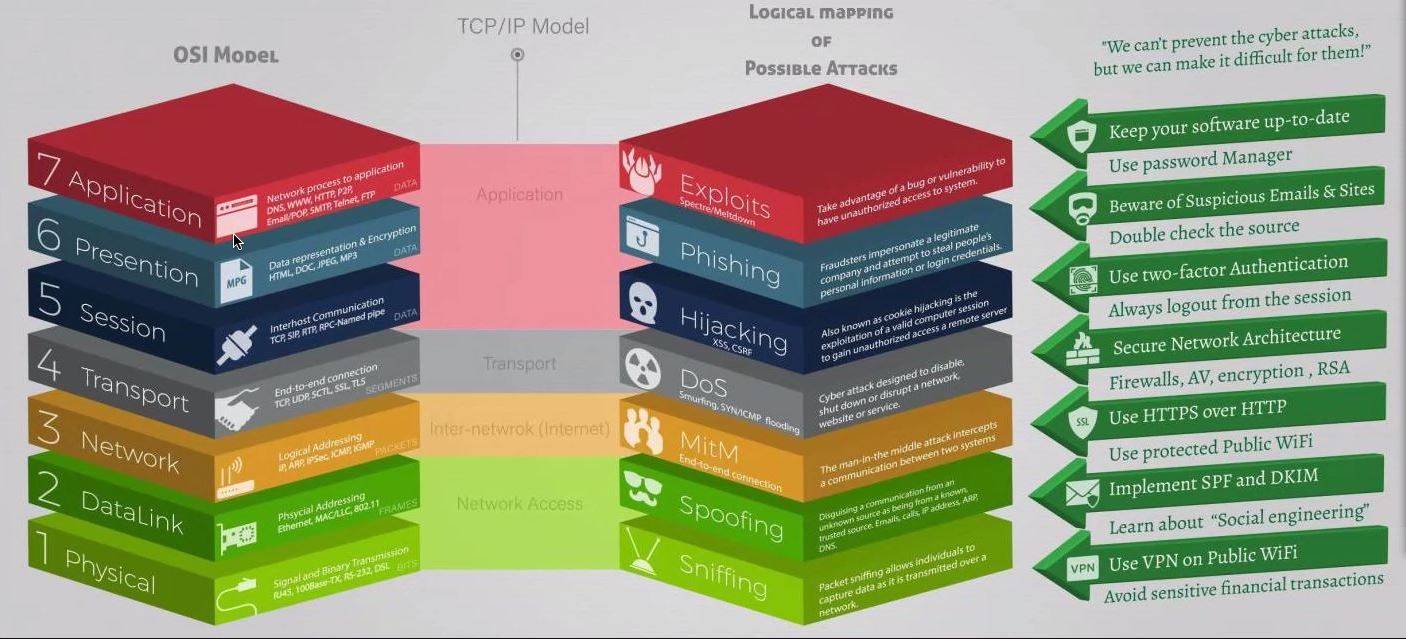 OSI Model
TCP/IP Model
Logical mapping
of
Possible Attacks
"We can't prevent the cyber attacks,
but we can make it difficult for them!"
7 Application
Network process to application
DNS, WWW, HTTP, P2P,
Email/POP, SMTP, Telnet, FTP
DATA
6 Presention
MPG
Data representation & Encryption
HTML, DOC, JPEG, MP3
DATA
5 Session
Interhost Communication
TCP, SIP, RTP, RPC-Named pipe
DATA
4 Transport
End-to-end connection
TCP, UDP, SCTL, SSL, TLS
SEGMENTS
3 Network
Logical Addressing
IP, ARP, IPSec, ICMP, IGMP
PACKETS
2 DataLink
Phsycial Addressing
Ethernet, MAC/LLC, 802.11
FRAMES
1 Physical
Signal and Binary Transmission
RJ45, 100Base-TX, RS-232, DSL
BITS
Application
Transport
Inter-netwrok (Internet)
Network Access
Exploits
Spectre/Meltdown
Take advantage of a bug or vulnerability to
have unauthorized access to system.
Phishing
Fraudsters impersonate a legitimate
company and attempt to steal people's
personal information or login credentials.
Hijacking
XSS, CSRF
Also known as cookie hijacking is the
exploitation of a valid computer session
to gain unauthorized access a remote server
DoS
Smurfing, SYN/ICMP flooding
Cyber attack designed to disable,
shut down or disrupt a network,
website or service.
MitM
End-to-end connection
The man-in-the middle attack intercepts
a communication between two systems
Spoofing
Disguising communication from an
unknown source as being from a known,
trusted source. Emails, calls, IP address, ARP,
DNS.
Sniffing
Packet sniffing allows individuals to
capture data as it is transmitted over a
network.
Keep your software up-to-date
Use password Manager
Beware of Suspicious Emails & Sites
Double check the source
Use two-factor Authentication
Always logout from the session
Secure Network Architecture
Firewalls, AV, encryption , RSA
SSL
Use HTTPS over HTTP
Use protected Public WiFi
Implement SPF and DKIM
Learn about "Social engineering"
VPN
Use VPN on Public WiFi
Avoid sensitive financial transactions